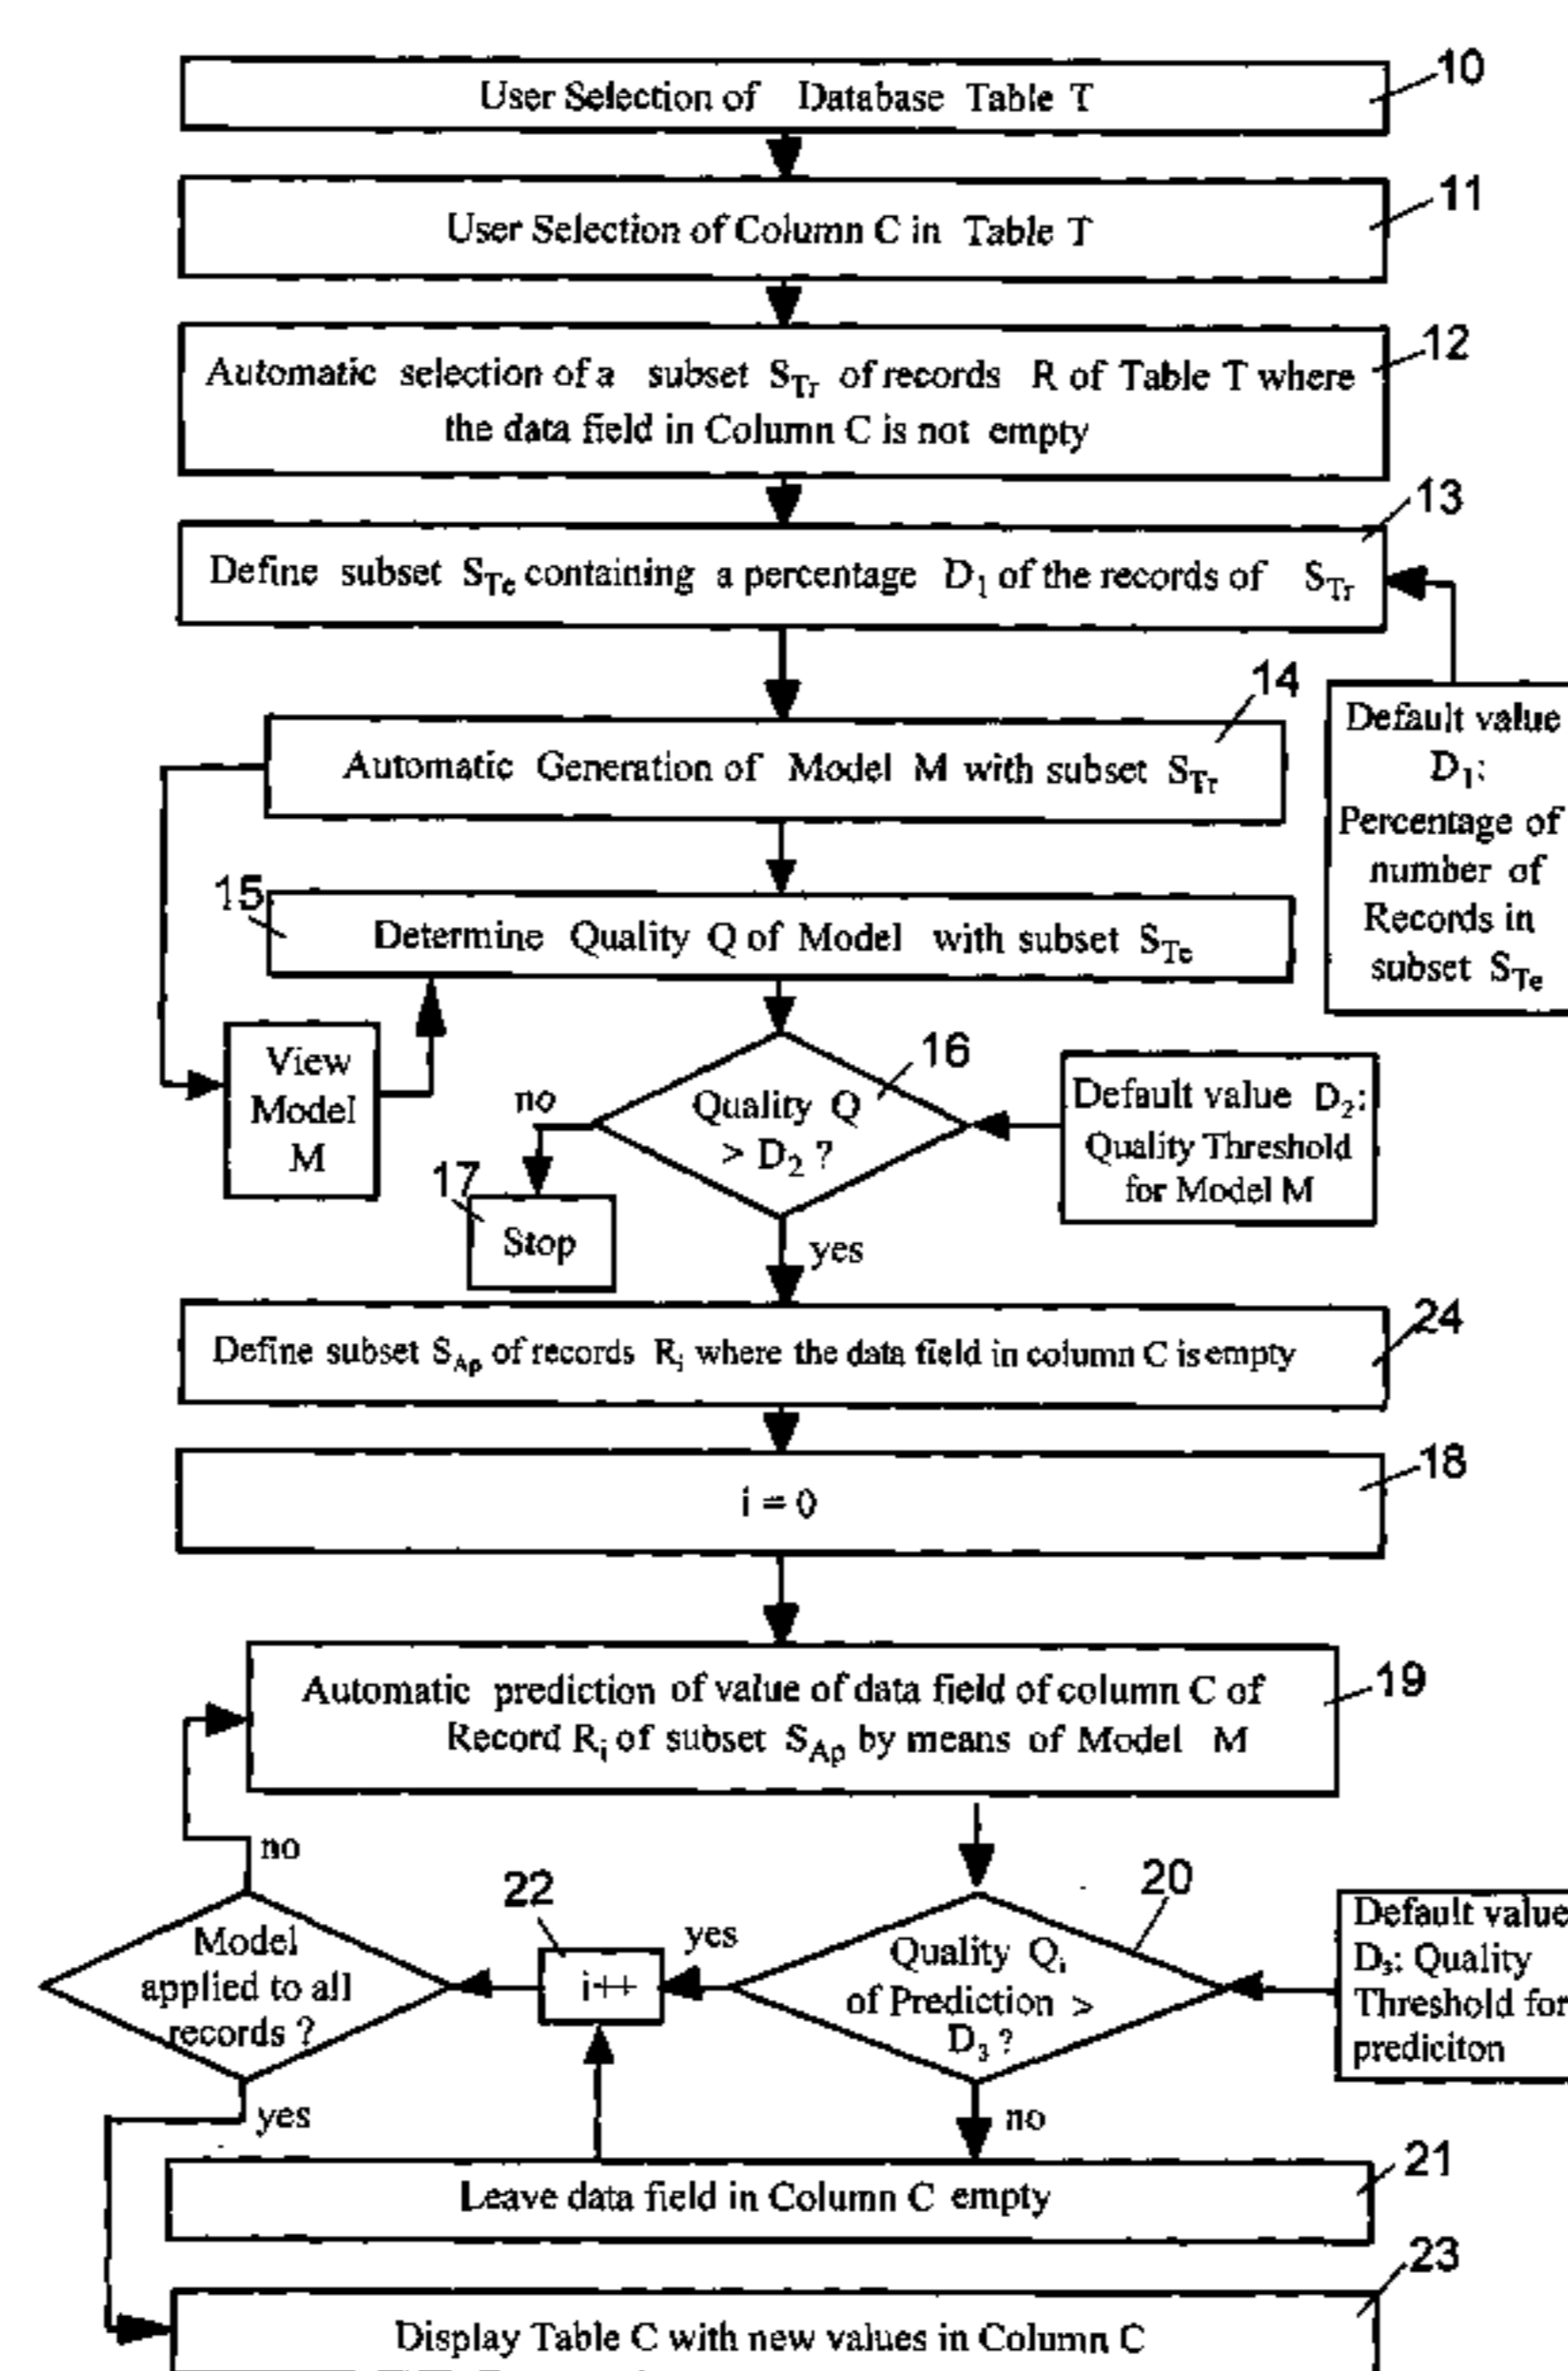 10
User Selection of Database Table T
11
User Selection of Column C in Table T
12
Automatic selection of a subset S_Tr of records R of Table T where
the data field in Column C is not empty
13
Define subset S_Te containing a percentage D_1 of the records of S_Tr
14
Automatic Generation of Model M with subset S_Tr
Default value
D_1:
Percentage of
number of
Records in
subset S_Te
15
Determine Quality Q of Model with subset S_Te
View
Model
M
16
no
Quality Q
> D_2 ?
Default value D_2:
Quality Threshold
for Model M
17
Stop
yes
24
Define subset S_Ap of records R_i where the data field in column C is empty
18
i = 0
19
Automatic prediction of value of data field of column C of
Record R_i of subset S_Ap by means of Model M
no
22
20
Model
applied to all
records ?
i++
yes
Quality Q_i
of Prediction >
D_3 ?
Default value
D_3: Quality
Threshold for
prediciton
yes
no
21
Leave data field in Column C empty
23
Display Table C with new values in Column C